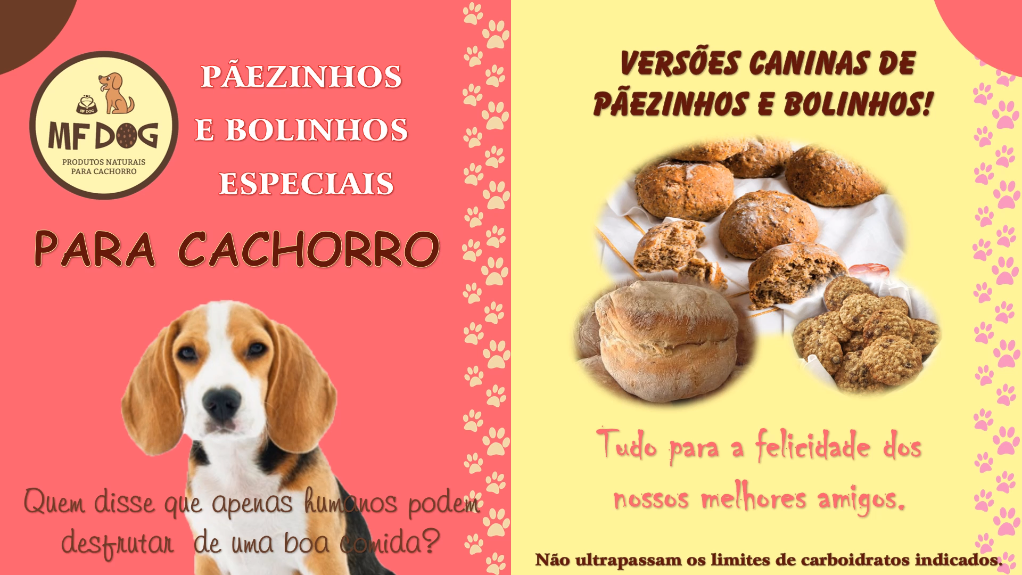 PÃEZINHOS
E BOLINHOS
ESPECIAIS
MF DOG
MF DOG
PRODUTOS NATURAIS
PARA CACHORRO
PARA CACHORRO
Quem disse que apenas humanos podem
desfrutar de uma boa comida?
VERSÕES CANINAS DE
PÃEZINHOS E BOLINHOS!
Tudo para a felicidade dos
nossos melhores amigos.
Não ultrapassam os limites de carboidratos indicados.